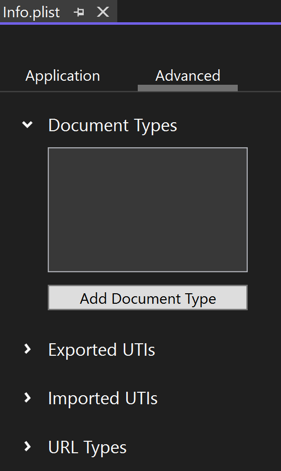 Info.plist
Application Advanced
Document Types
Add Document Type
Exported UTIs
Imported UTIs
URL Types